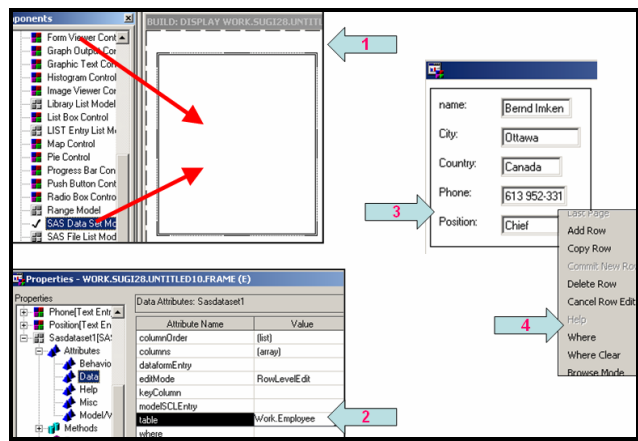 ponents
Form Viewer Cont
Graph Output Cor
Graphic Text Con
Histogram Control
Image Viewer Cor
Library List Model
List Box Control
LIST Entry List Mo
Map Control
Pie Control
Progress Bar Con
Push Button Cont
Radio Box Contro
Range Model
SAS Data Set Mo
SAS File List Mod
BUILD: DISPLAY WORK.SUGI28.UNTITL
1
name: Bernd Imken
City: Ottawa
Country: Canada
Phone: 613 952-331
Position: Chief
3
Last Page
Add Row
Copy Row
Commit New Row
Delete Row
Cancel Row Edit
Help
Where
Where Clear
Browse Mode
4
Properties - WORK.SUGI28.UNTITLED10.FRAME (E)
Properties
Phone[Text Entr
Position[Text En
Sasdataset1[SA
Attributes
Behavio
Data
Help
Misc
Model/V
Methods
Data Attributes: Sasdataset1
Attribute Name Value
columnOrder (list)
columns (array)
dataformEntry
editMode RowLevelEdit
keyColumn
modelSCLEntry
table Work.Employee
where
2